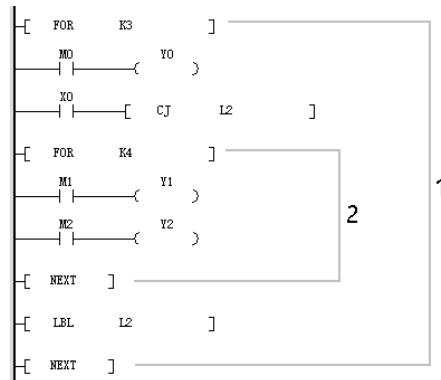 FOR K3
M0 Y0
X0
CJ L2
FOR K4
M1 Y1
M2 Y2
NEXT
LBL L2
NEXT
2
1